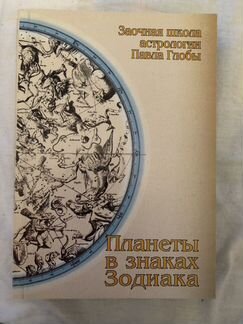 Заочная школа
астрологии
Павла Глобы
Планеты
в знаках
Зодиака